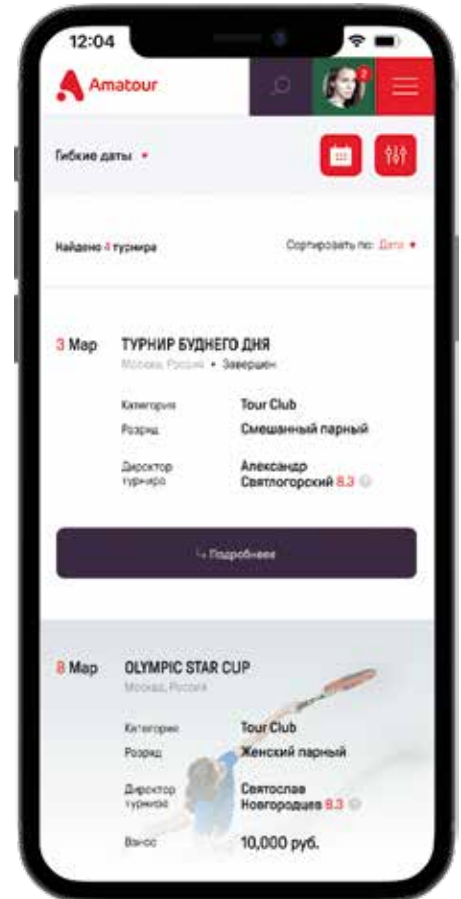 12:04
Amatour
2
Гибкие даты
Найдено 4 турнира
Сортировать по: Дата
3 Мар
ТУРНИР БУДНЕГО ДНЯ
Москва, Россия • Завершен
Категория
Tour Club
Разряд
Смешанный парный
Директор турнира
Александр
Святлогорский 8.3
↳ Подробнее
8 Мар
OLYMPIC STAR CUP
Москва, Россия
Категория
Tour Club
Разряд
Женский парный
Директор турнира
Святослав
Новгородцев 8.3
Взнос
10,000 руб.